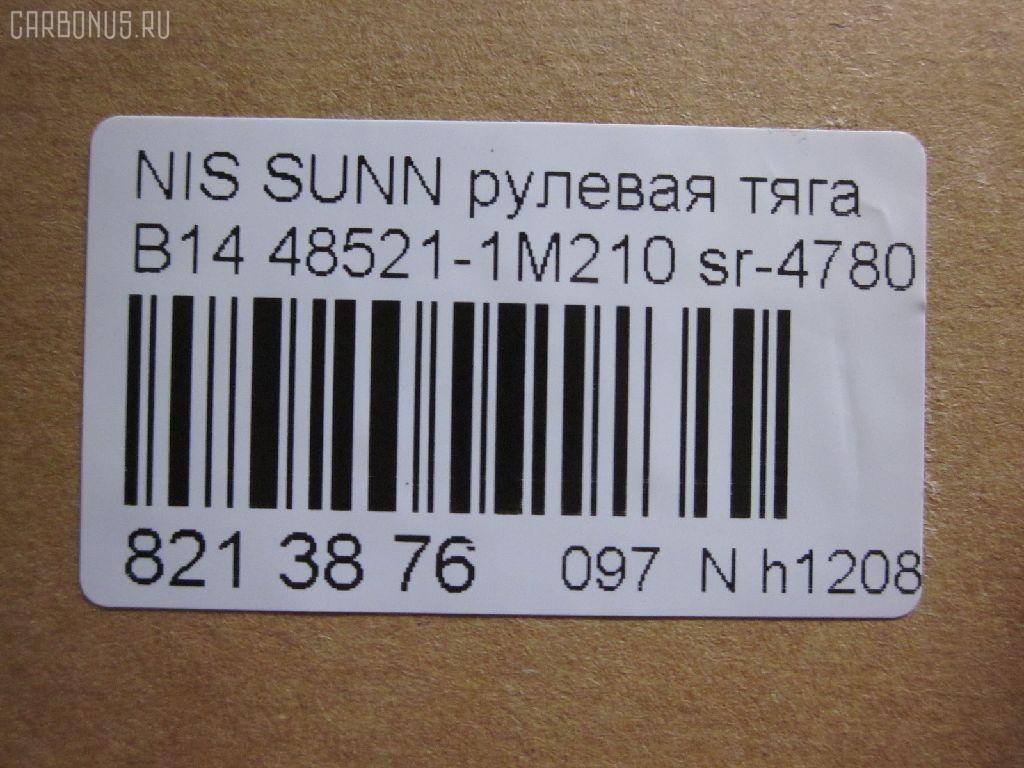 CARBONUS.RU
NIS SUNN рулевая тяга
B14 48521-1M210 sr-4780
821 38 76 097 N h1208